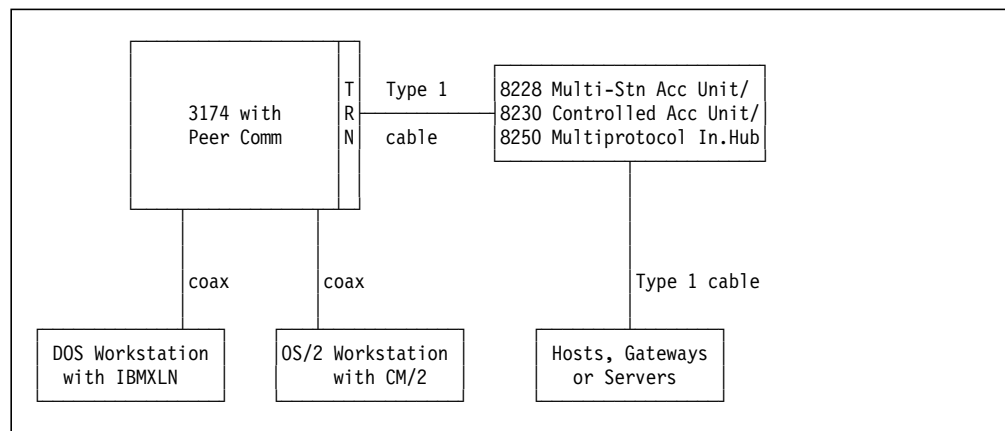 3174 with
Peer Comm
T
R
N
Type 1
cable
8228 Multi-Stn Acc Unit/
8230 Controlled Acc Unit/
8250 Multiprotocol In.Hub
coax
coax
Type 1 cable
DOS Workstation
with IBMXLN
OS/2 Workstation
with CM/2
Hosts, Gateways
or Servers